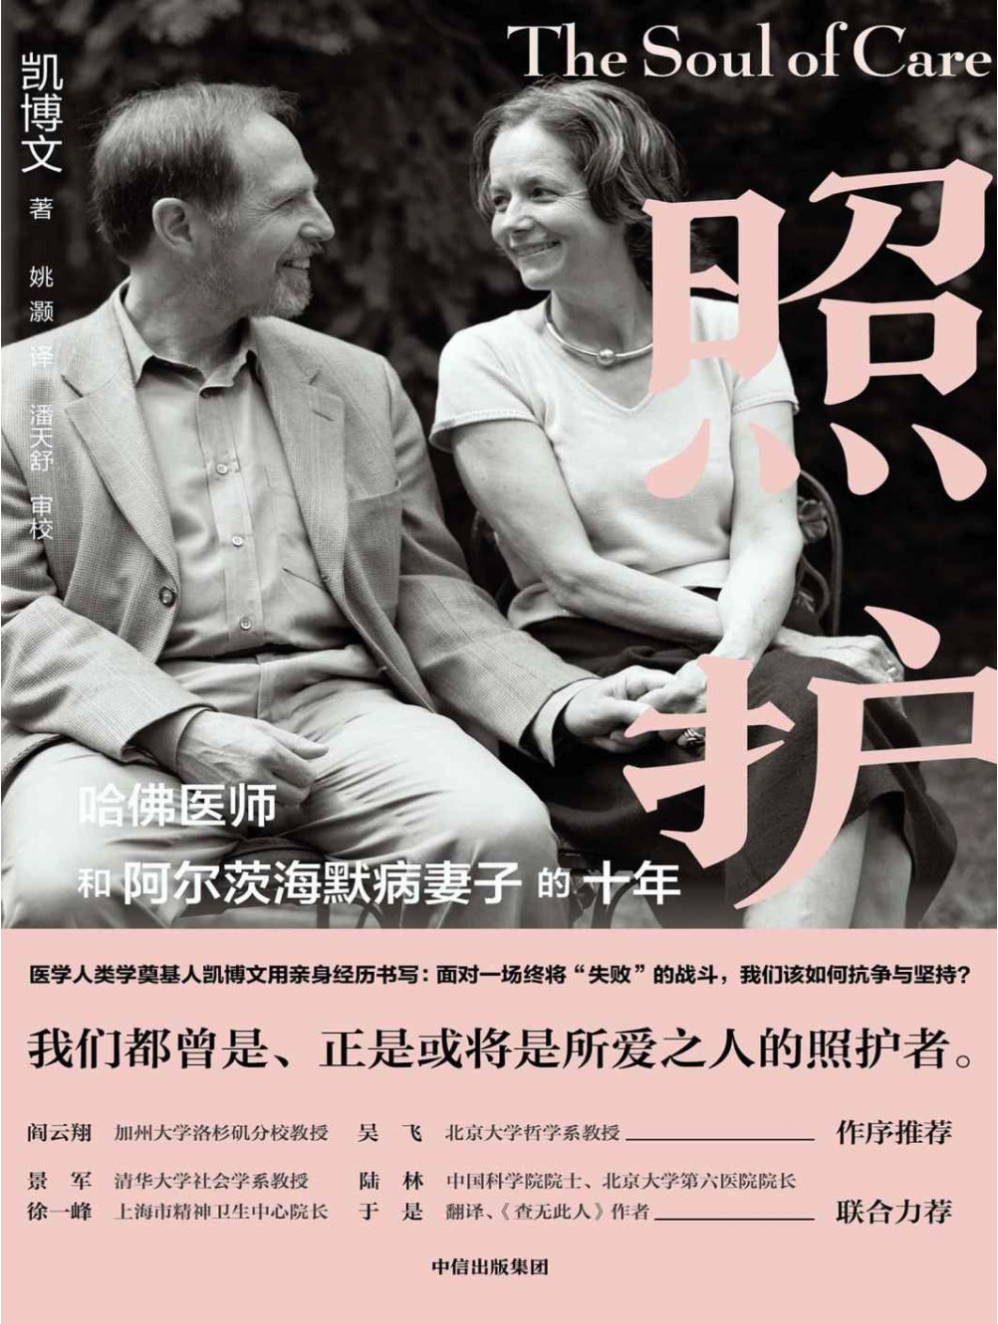 The Soul of Care
凯博文 著 姚灏 译 潘天舒 审校
照护
哈佛医师
和 阿尔茨海默病妻子 的 十年
医学人类学奠基人凯博文用亲身经历书写：面对一场终将“失败”的战斗，我们该如何抗争与坚持？
我们都曾是、正是或将是所爱之人的照护者。
阎云翔 加州大学洛杉矶分校教授 吴 飞 北京大学哲学系教授 作序推荐
景 军 清华大学社会学系教授 陆 林 中国科学院院士、北京大学第六医院院长
徐一峰 上海市精神卫生中心院长 于 是 翻译、《查无此人》作者 联合力荐
中信出版集团